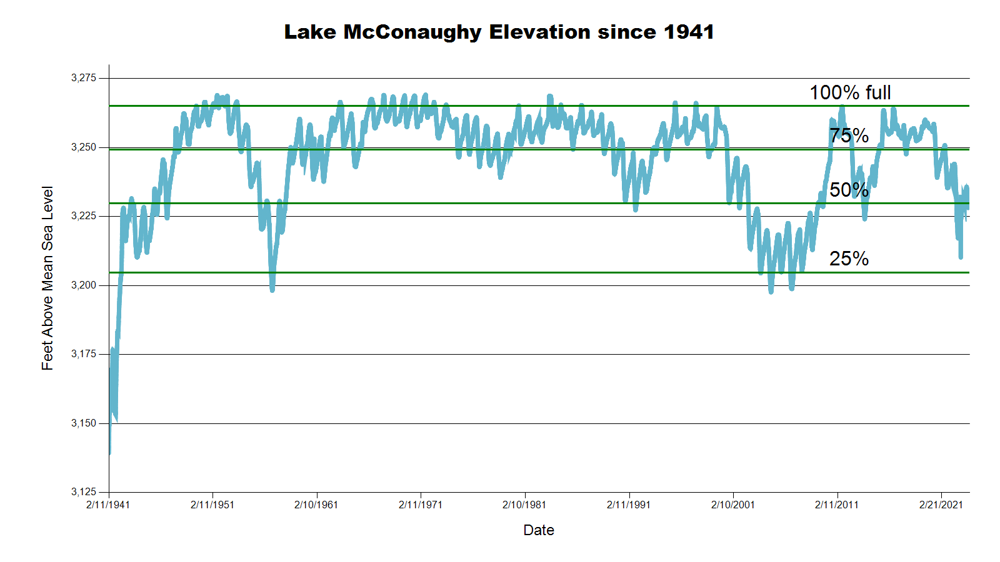 Lake McConaughy Elevation since 1941
3,275
100% full
75%
3,250
50%
3,225
25%
3,200
3,175
3,150
3,125
Feet Above Mean Sea Level
2/11/1941 2/11/1951 2/10/1961 2/11/1971 2/10/1981 2/11/1991 2/10/2001 2/11/2011 2/21/2021
Date